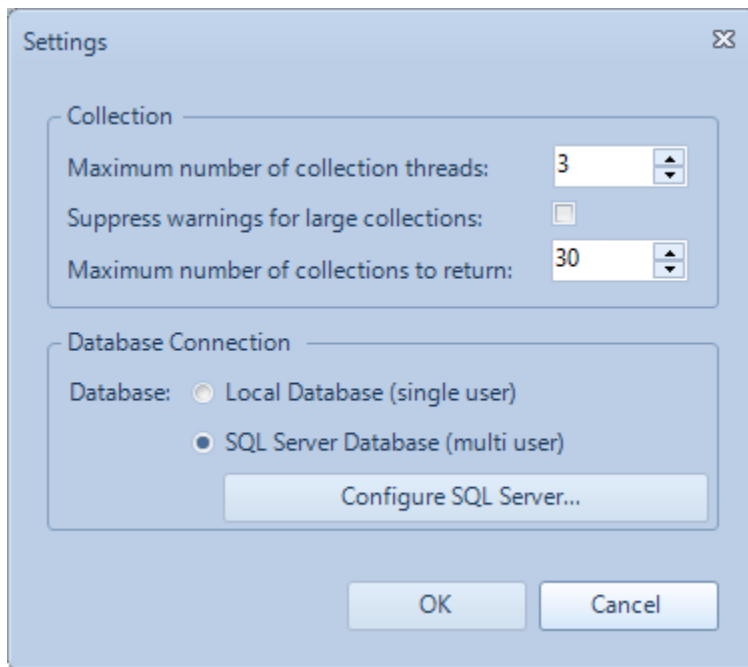 Settings
Collection
Maximum number of collection threads: 3
Suppress warnings for large collections:
Maximum number of collections to return: 30
Database Connection
Database: Local Database (single user)
SQL Server Database (multi user)
Configure SQL Server...
OK Cancel